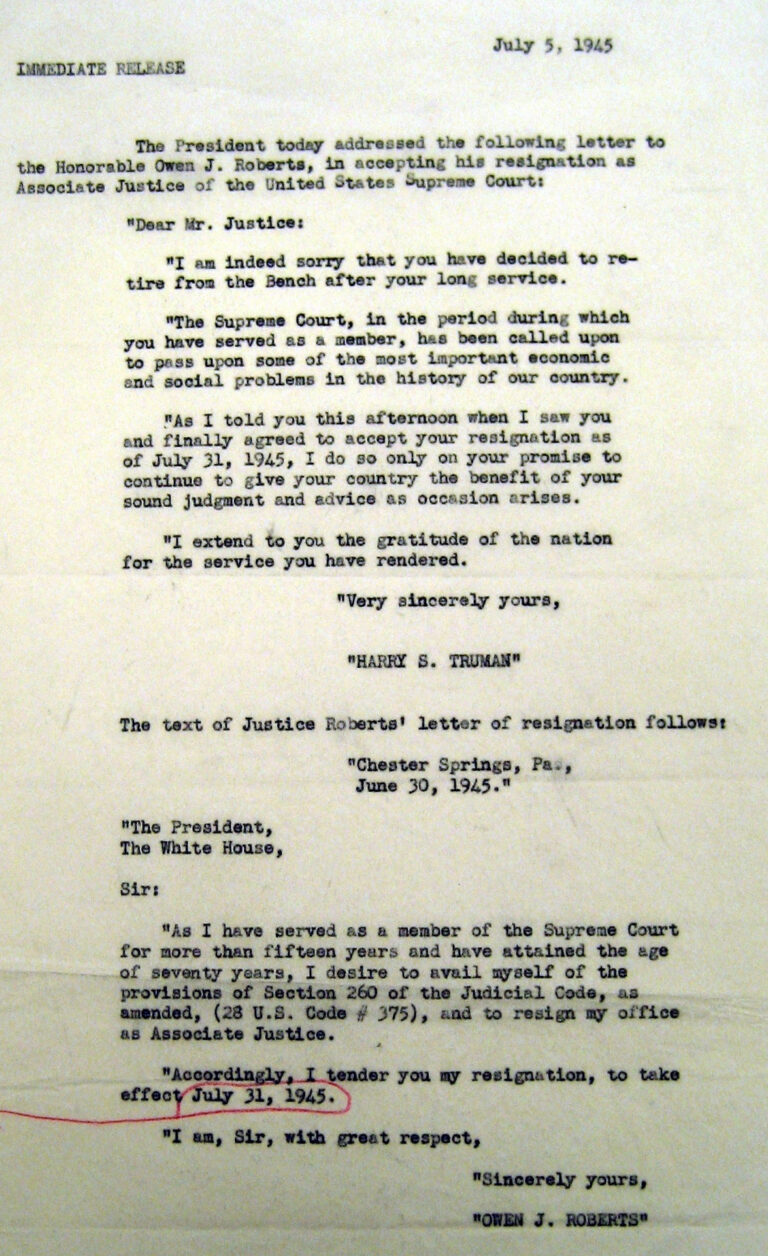 July 5, 1945
IMMEDIATE RELEASE
The President today addressed the following letter to
the Honorable Owen J. Roberts, in accepting his resignation as
Associate Justice of the United States Supreme Court:
"Dear Mr. Justice:
"I am indeed sorry that you have decided to re-
tire from the Bench after your long service.
"The Supreme Court, in the period during which
you have served as a member, has been called upon
to pass upon some of the most important economic
and social problems in the history of our country.
"As I told you this afternoon when I saw you
and finally agreed to accept your resignation as
of July 31, 1945, I do so only on your promise to
continue to give your country the benefit of your
sound judgment and advice as occasion arises.
"I extend to you the gratitude of the nation
for the service you have rendered.
"Very sincerely yours,
"HARRY S. TRUMAN"
The text of Justice Roberts' letter of resignation follows:
"Chester Springs, Pa.,
June 30, 1945."
"The President,
The White House,
Sir:
"As I have served as a member of the Supreme Court
for more than fifteen years and have attained the age
of seventy years, I desire to avail myself of the
provisions of Section 260 of the Judicial Code, as
amended, (28 U.S. Code # 375), and to resign my office
as Associate Justice.
"Accordingly, I tender you my resignation, to take
effect July 31, 1945.
"I am, Sir, with great respect,
"Sincerely yours,
"OWEN J. ROBERTS"